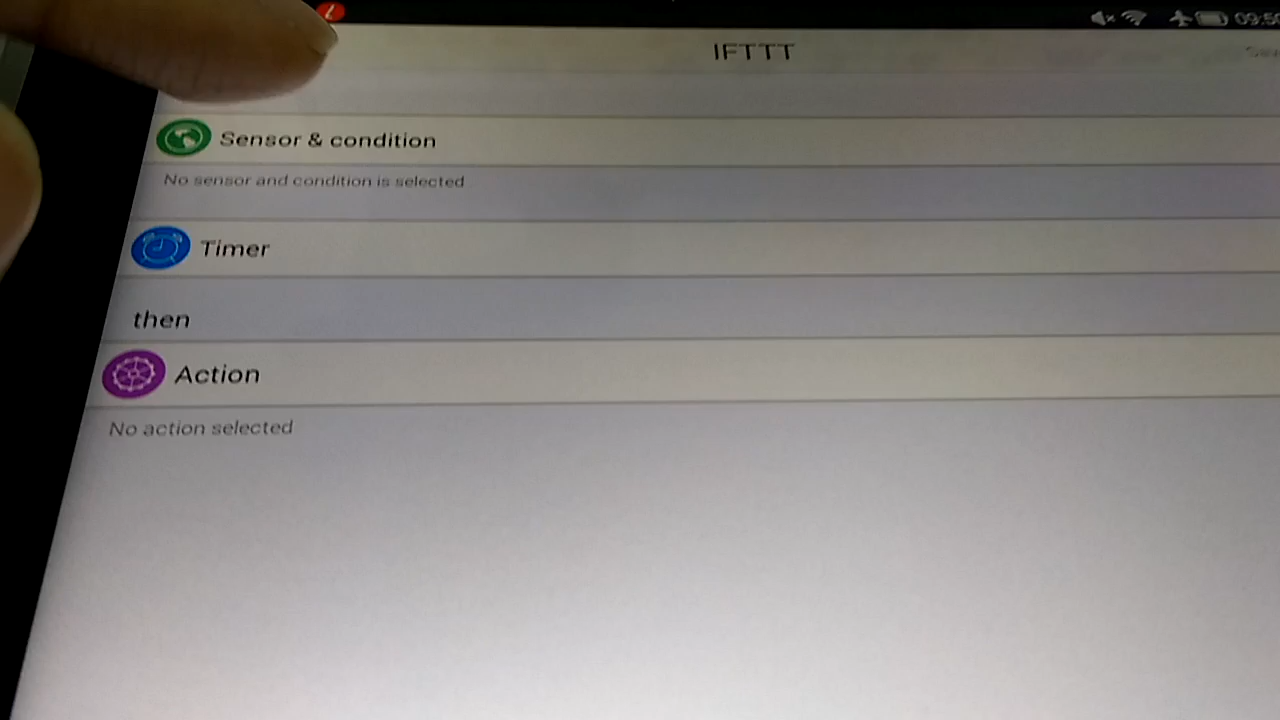 IFTTT
Sensor & condition
No sensor and condition is selected
Timer
then
Action
No action selected